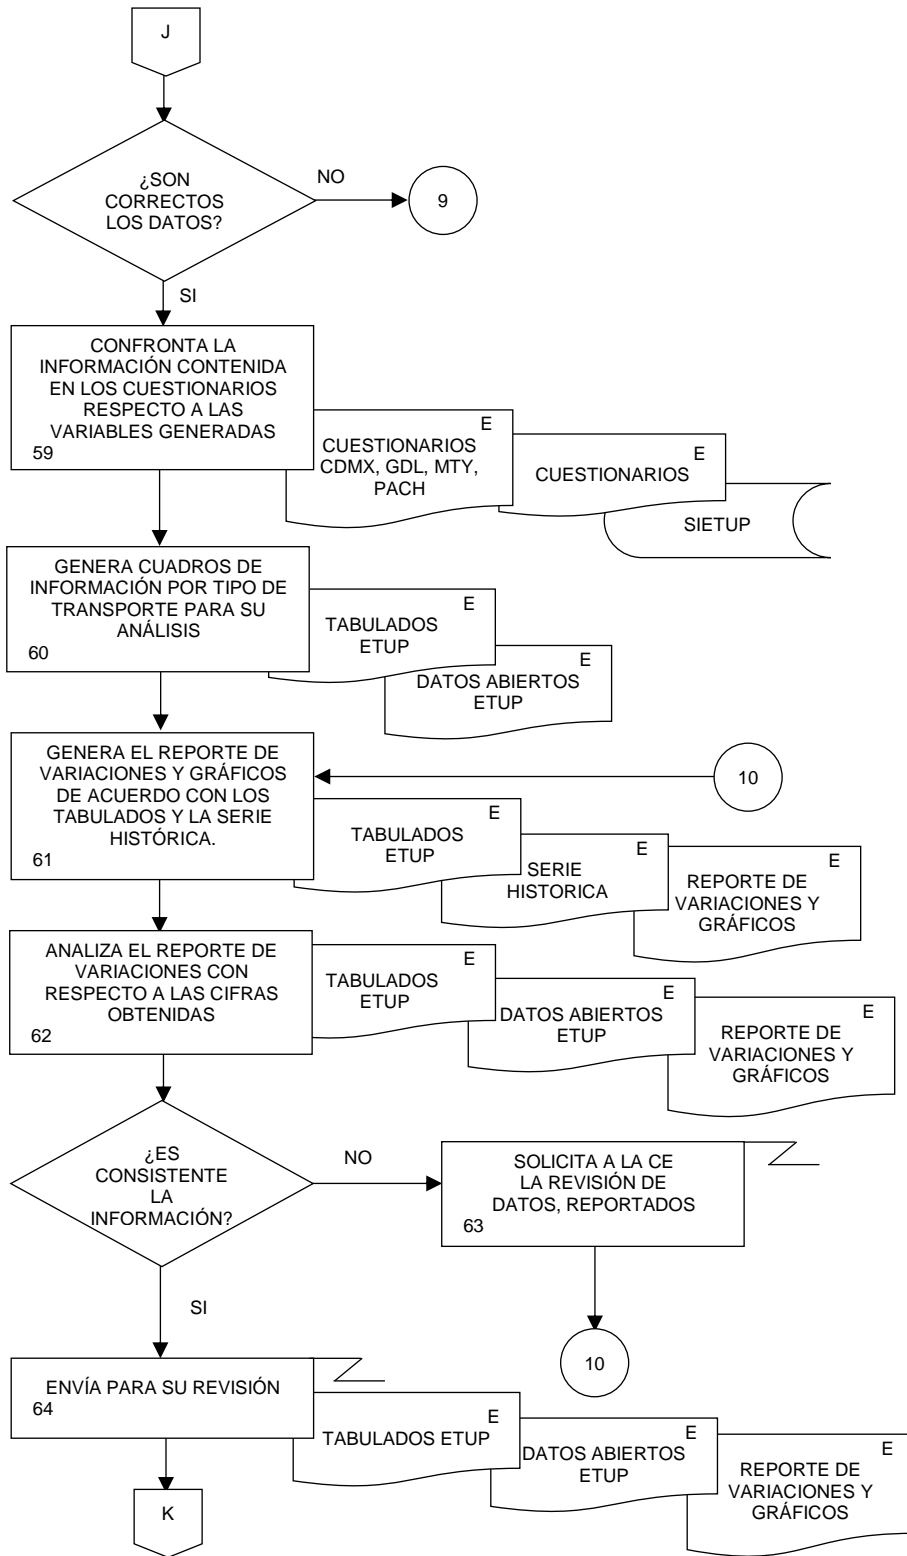 J
¿SON
CORRECTOS
LOS DATOS?
NO
9
SI
CONFRONTA LA
INFORMACIÓN CONTENIDA
EN LOS CUESTIONARIOS
RESPECTO A LAS
VARIABLES GENERADAS
59
E
CUESTIONARIOS
CDMX, GDL, MTY,
PACH
E
CUESTIONARIOS
SIETUP
GENERA CUADROS DE
INFORMACIÓN POR TIPO DE
TRANSPORTE PARA SU
ANÁLISIS
60
E
TABULADOS
ETUP
E
DATOS ABIERTOS
ETUP
GENERA EL REPORTE DE
VARIACIONES Y GRÁFICOS
DE ACUERDO CON LOS
TABULADOS Y LA SERIE
HISTÓRICA.
61
10
E
TABULADOS
ETUP
E
SERIE
HISTORICA
E
REPORTE DE
VARIACIONES Y
GRÁFICOS
ANALIZA EL REPORTE DE
VARIACIONES CON
RESPECTO A LAS CIFRAS
OBTENIDAS
62
E
TABULADOS
ETUP
E
DATOS ABIERTOS
ETUP
E
REPORTE DE
VARIACIONES Y
GRÁFICOS
¿ES
CONSISTENTE
LA
INFORMACIÓN?
NO
SOLICITA A LA CE
LA REVISIÓN DE
DATOS, REPORTADOS
63
10
SI
ENVÍA PARA SU REVISIÓN
64
E
TABULADOS ETUP
E
DATOS ABIERTOS
ETUP
E
REPORTE DE
VARIACIONES Y
GRÁFICOS
K